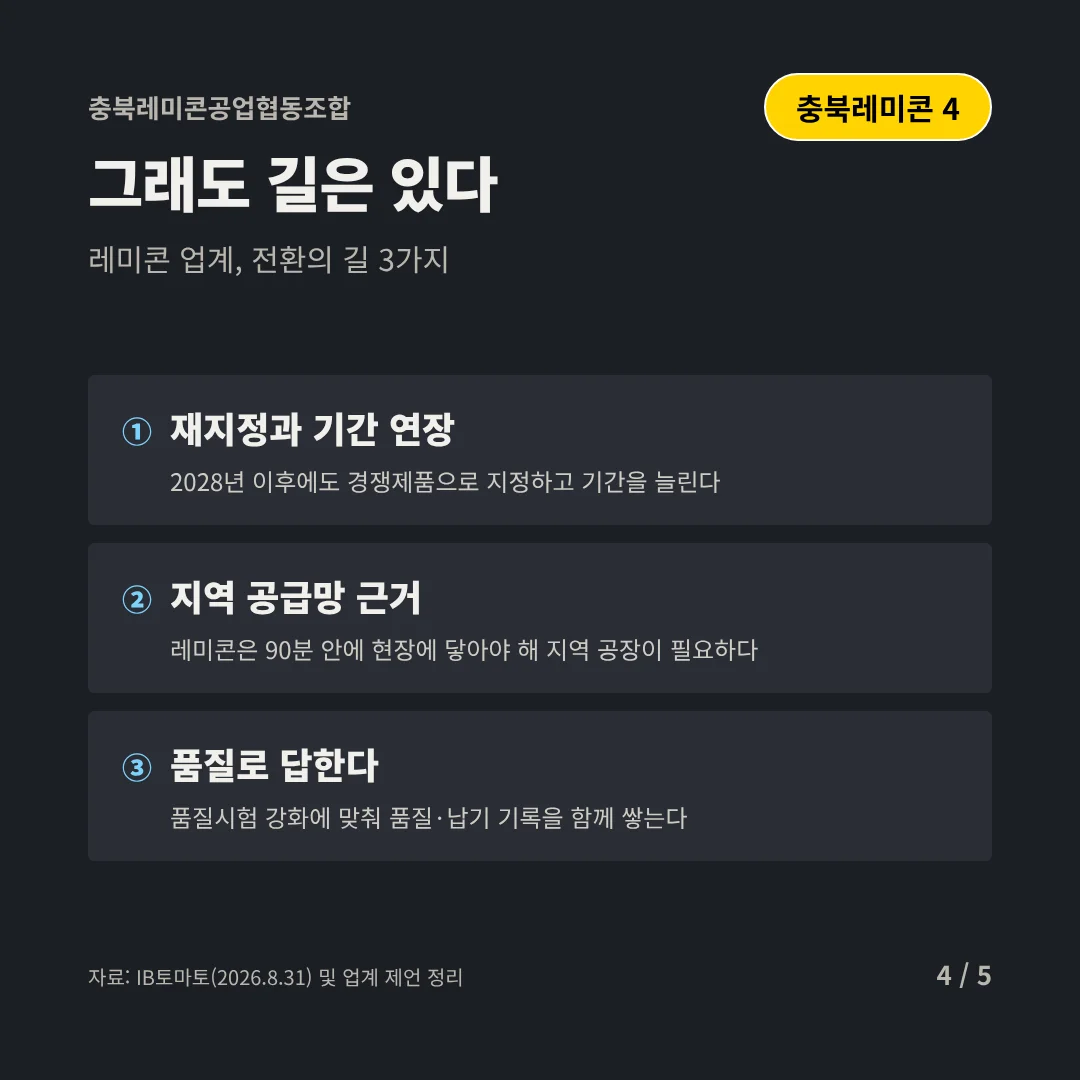 충북레미콘공업협동조합
충북레미콘 4
그래도 길은 있다
레미콘 업계, 전환의 길 3가지
① 재지정과 기간 연장
2028년 이후에도 경쟁제품으로 지정하고 기간을 늘린다
② 지역 공급망 근거
레미콘은 90분 안에 현장에 닿아야 해 지역 공장이 필요하다
③ 품질로 답한다
품질시험 강화에 맞춰 품질·납기 기록을 함께 쌓는다
자료: IB토마토(2026.8.31) 및 업계 제언 정리
4 / 5